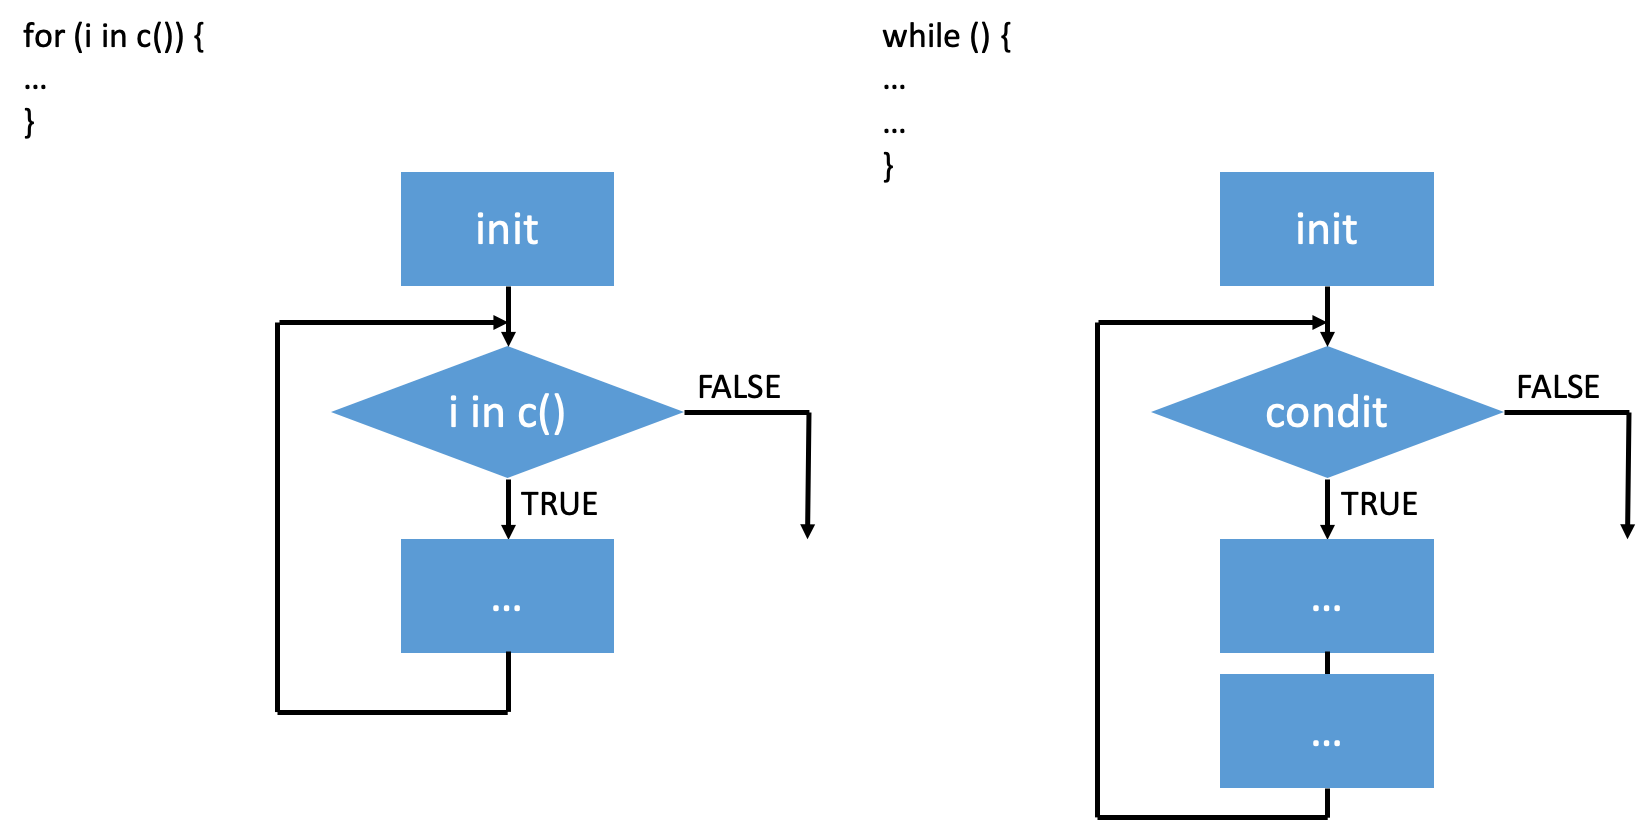 for (i in c()) {
...
}
init
i in c()
FALSE
TRUE
...
while () {
...
...
}
init
condit
FALSE
TRUE
...
...